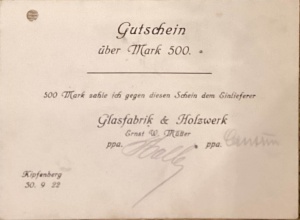 Gutschein
über Mark 500.
500 Mark zahle ich gegen diesen Schein dem Einlieferer
Glasfabrik & Holzwerk
Ernst W. Müller
ppa. ppa.
Kipfenberg
30. 9 22